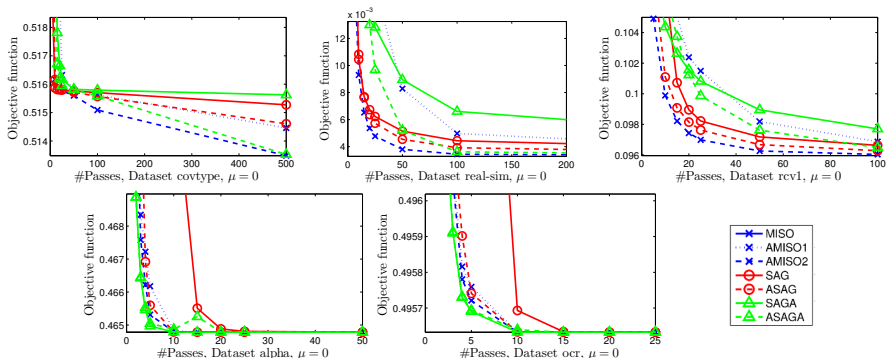 0.518
0.517
0.516
0.515
0.514
Objective function
0
100
200
300
400
500
#Passes, Dataset covtype, μ = 0
x 10⁻³
12
10
8
6
4
Objective function
0
50
100
150
200
#Passes, Dataset real-sim, μ = 0
0.104
0.102
0.1
0.098
0.096
Objective function
0
20
40
60
80
100
#Passes, Dataset rcv1, μ = 0
0.468
0.467
0.466
0.465
Objective function
0
10
20
30
40
50
#Passes, Dataset alpha, μ = 0
0.496
0.4959
0.4958
0.4957
Objective function
0
5
10
15
20
25
#Passes, Dataset ocr, μ = 0
MISO
AMISO1
AMISO2
SAG
ASAG
SAGA
ASAGA